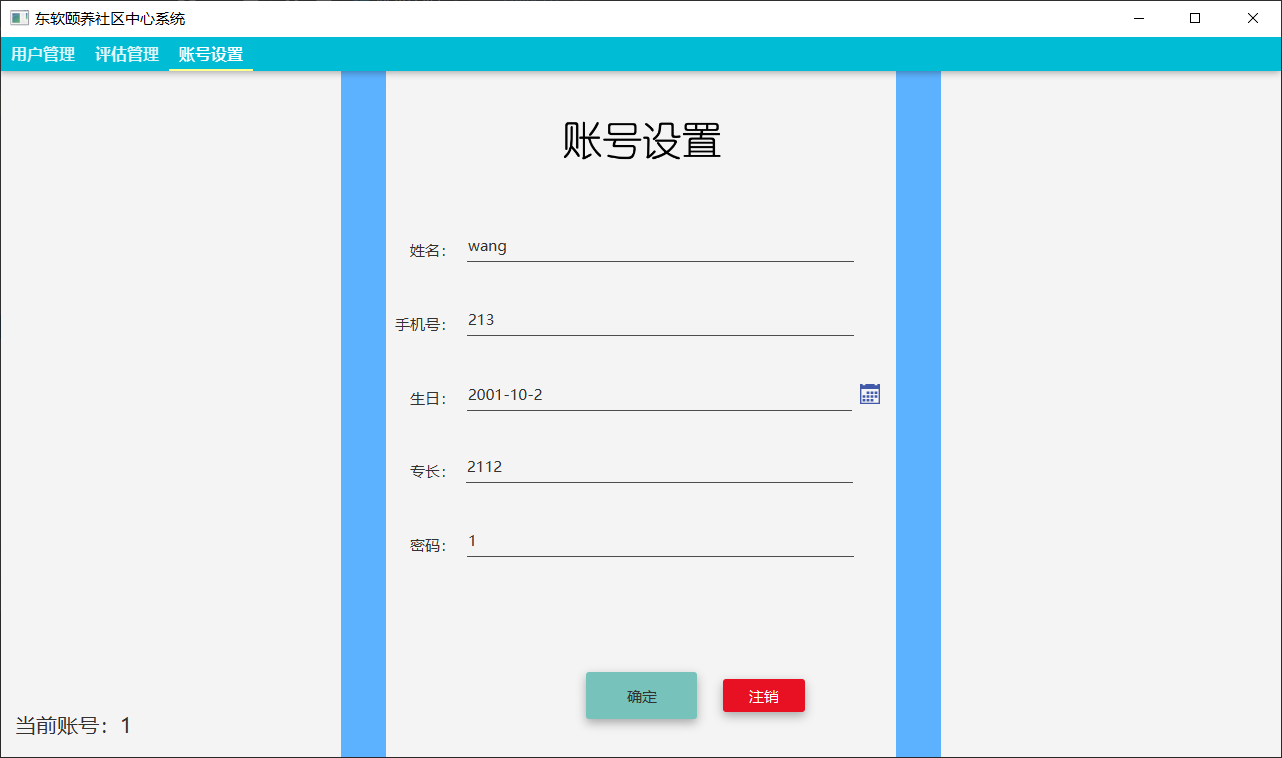 东软颐养社区中心系统
用户管理 评估管理 账号设置
账号设置
姓名： wang
手机号： 213
生日： 2001-10-2
专长： 2112
密码： 1
确定 注销
当前账号：1